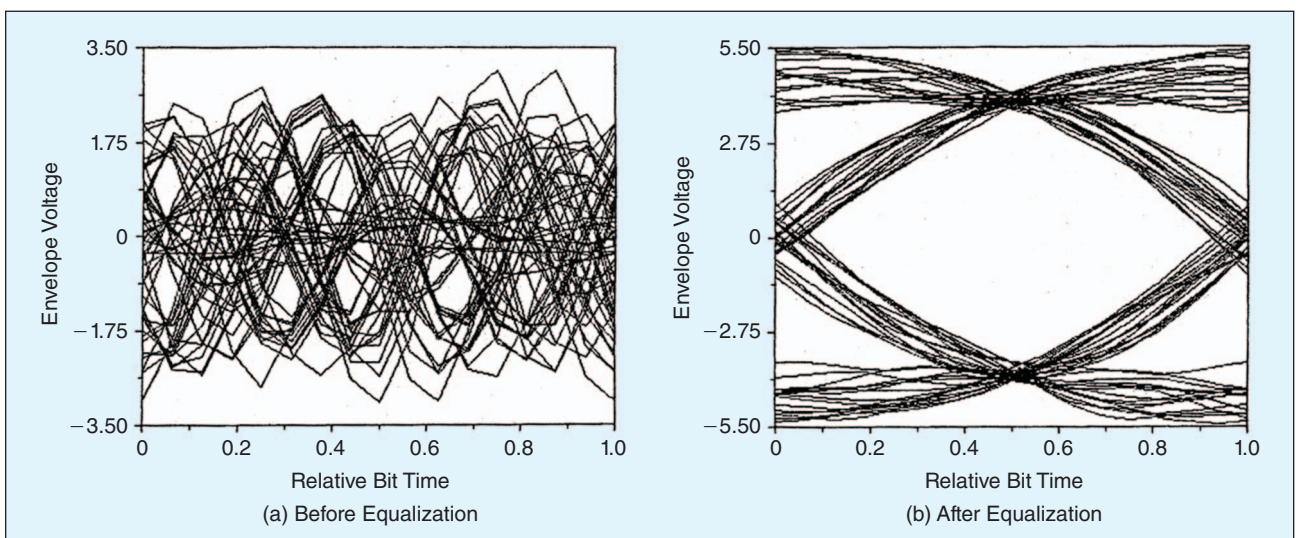 3.50
1.75
0
−1.75
−3.50
Envelope Voltage
0 0.2 0.4 0.6 0.8 1.0
Relative Bit Time
(a) Before Equalization
5.50
2.75
0
−2.75
−5.50
Envelope Voltage
0 0.2 0.4 0.6 0.8 1.0
Relative Bit Time
(b) After Equalization